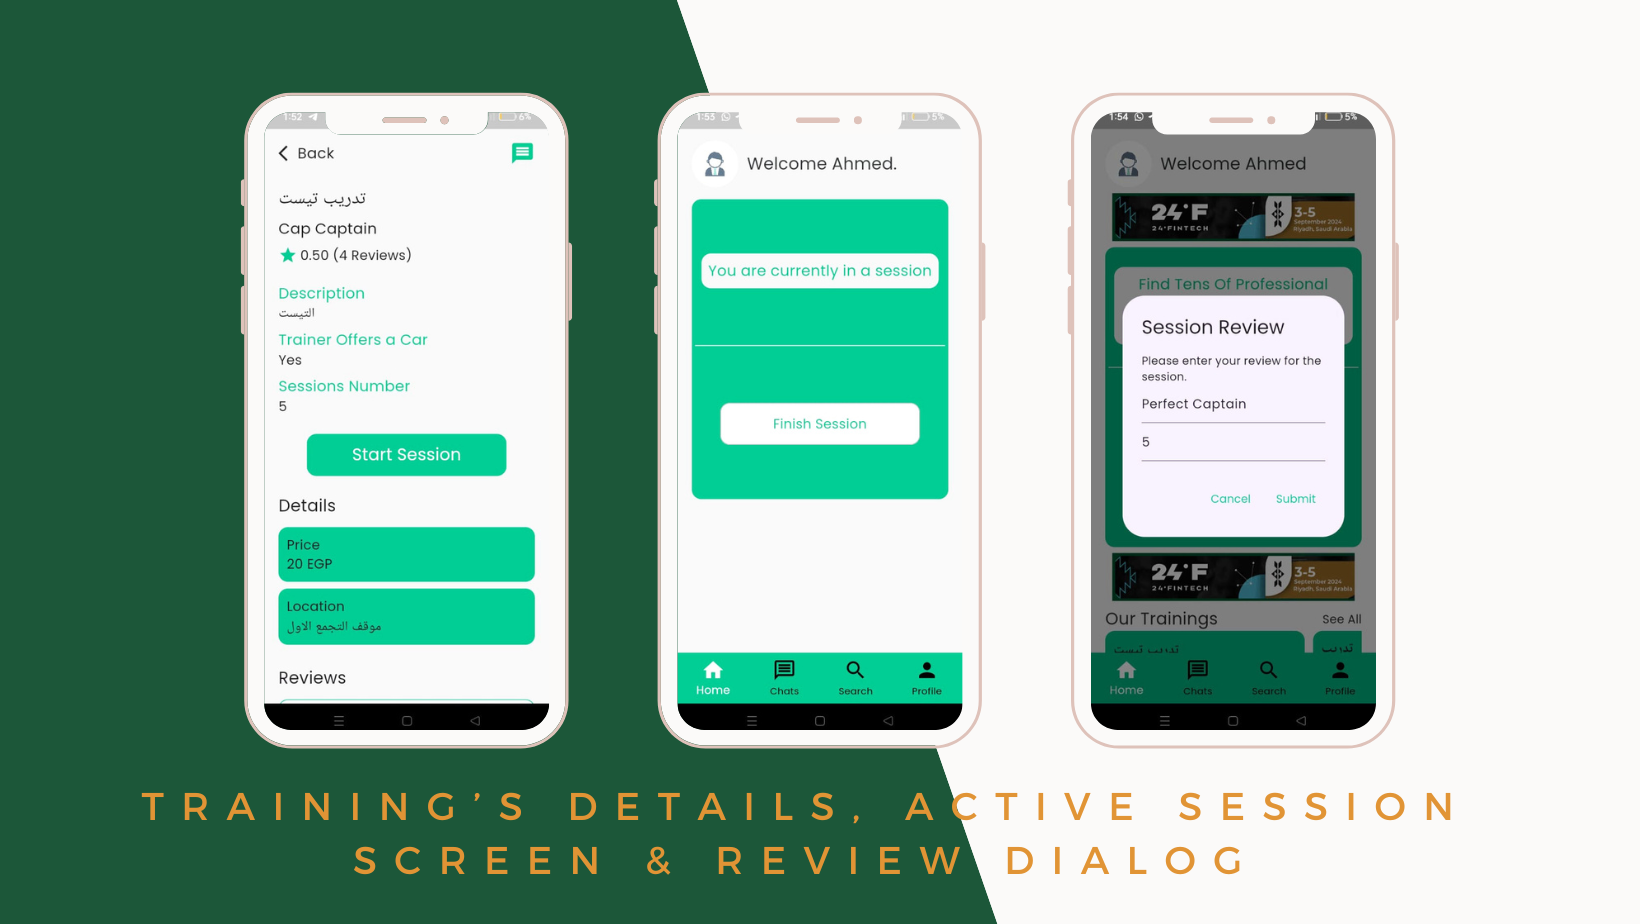 1:52
6%
Back
تدريب تيست
Cap Captain
0.50 (4 Reviews)
Description
التيست
Trainer Offers a Car
Yes
Sessions Number
5
Start Session
Details
Price
20 EGP
Location
موقف التجمع الاول
Reviews
1:53
5%
Welcome Ahmed.
You are currently in a session
Finish Session
Home
Chats
Search
Profile
1:54
5%
Welcome Ahmed
24°F
24°FINTECH
3-5
September 2024
Riyadh, Saudi Arabia
Find Tens Of Professional
Session Review
Please enter your review for the
session.
Perfect Captain
5
Cancel
Submit
24°F
24°FINTECH
3-5
September 2024
Riyadh, Saudi Arabia
Our Trainings
See All
تدريب تيست
تدريب
Home
Chats
Search
Profile
TRAINING’S DETAILS, ACTIVE SESSION
SCREEN & REVIEW DIALOG